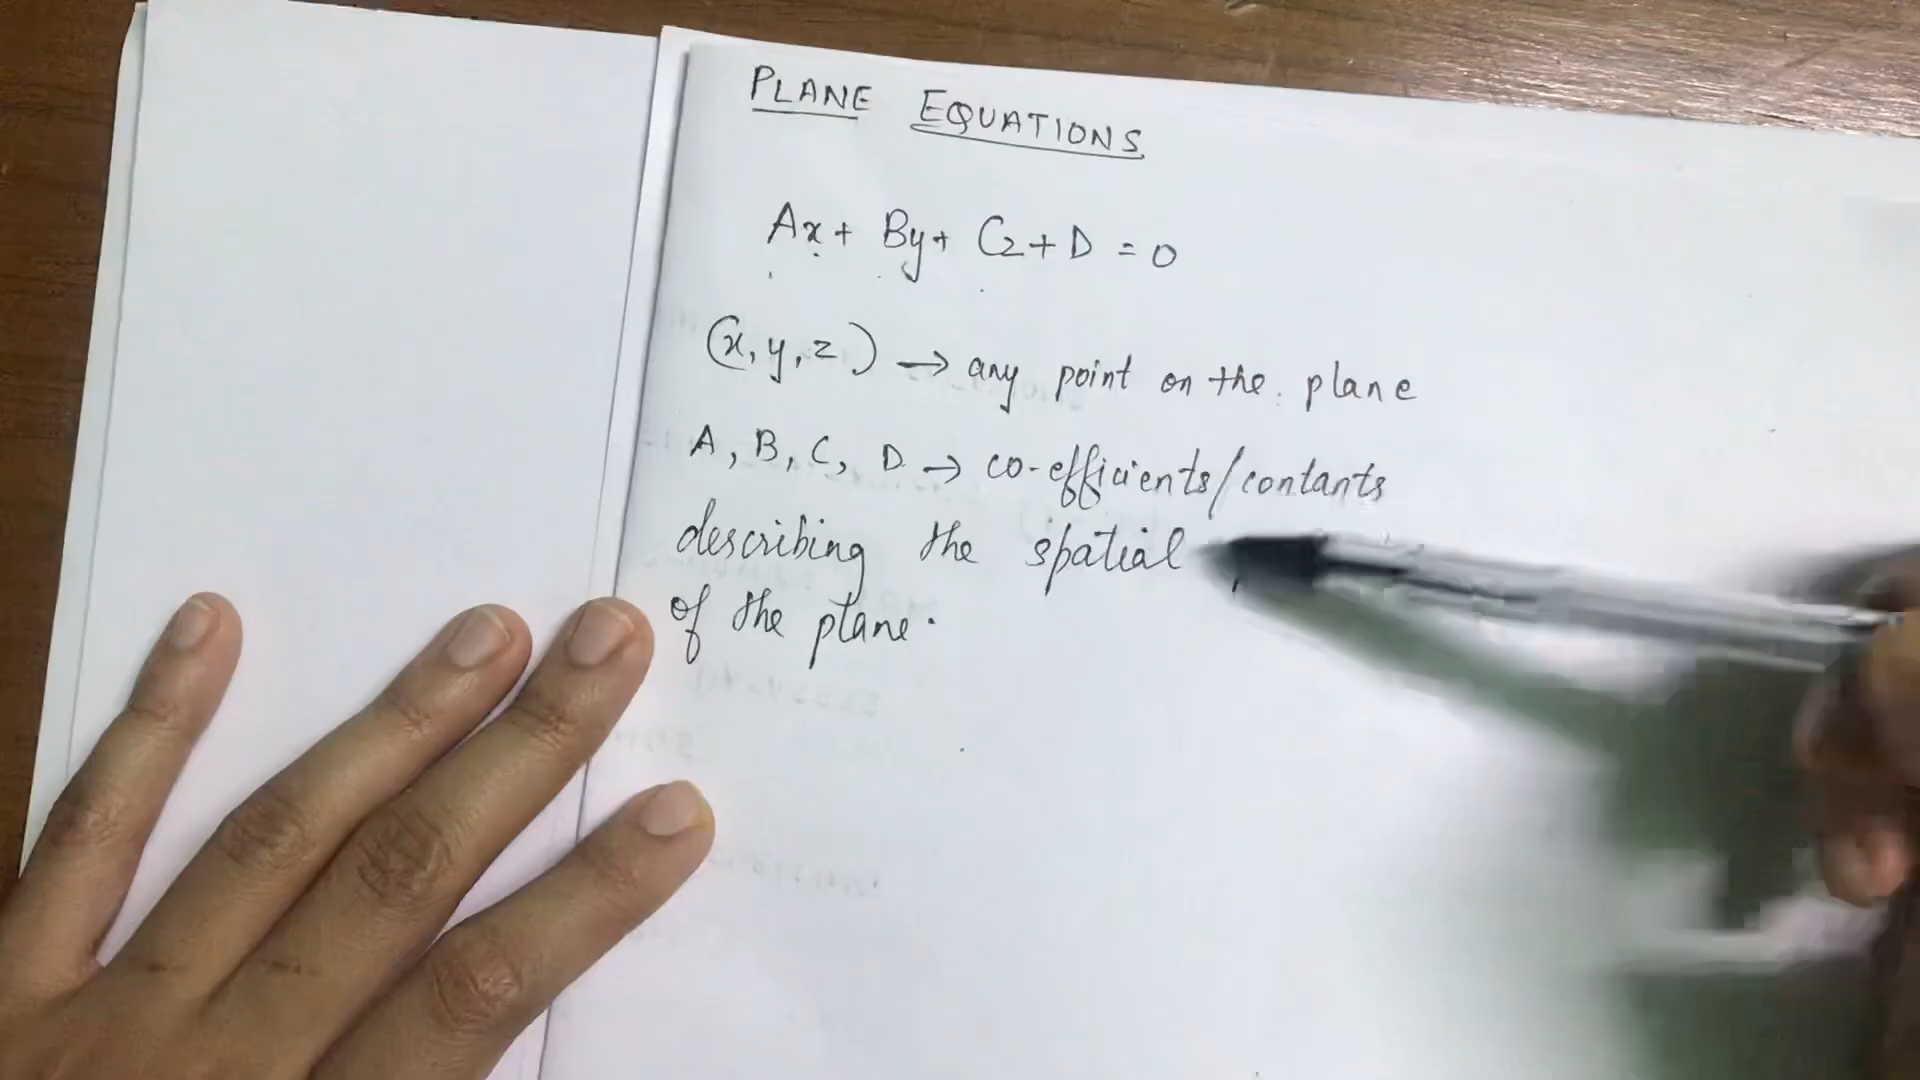 PLANE EQUATIONS
Ax + By + Cz + D = 0
(x, y, z) → any point on the plane
A, B, C, D → co-efficients/contants
describing the spatial
of the plane.